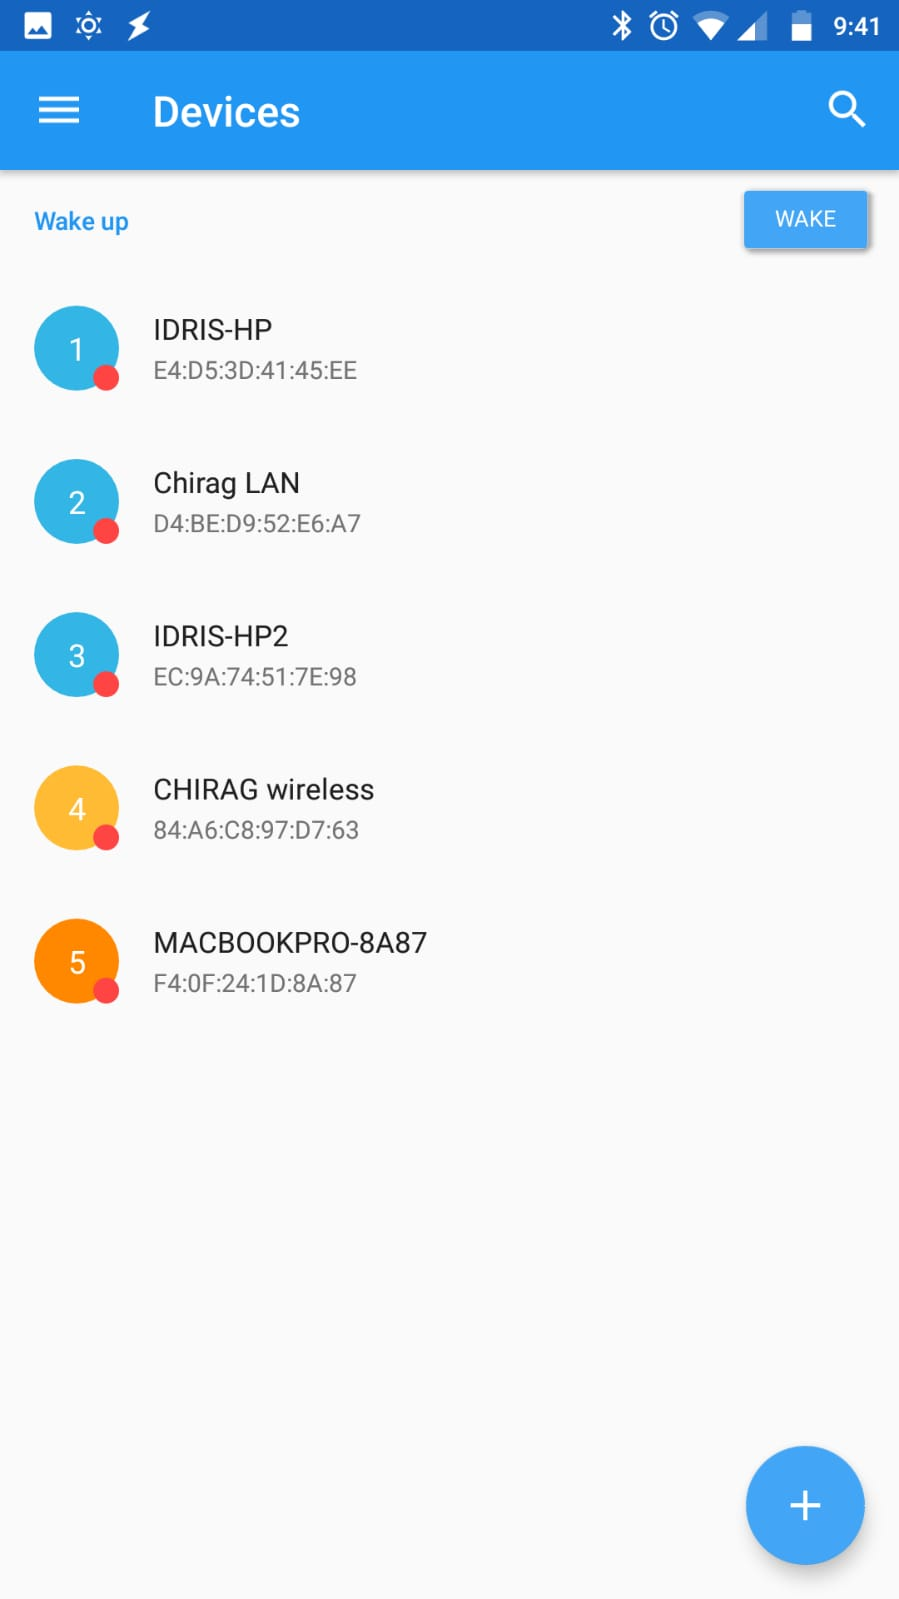 9:41
Devices
Wake up
WAKE
1
IDRIS-HP
E4:D5:3D:41:45:EE
2
Chirag LAN
D4:BE:D9:52:E6:A7
3
IDRIS-HP2
EC:9A:74:51:7E:98
4
CHIRAG wireless
84:A6:C8:97:D7:63
5
MACBOOKPRO-8A87
F4:0F:24:1D:8A:87